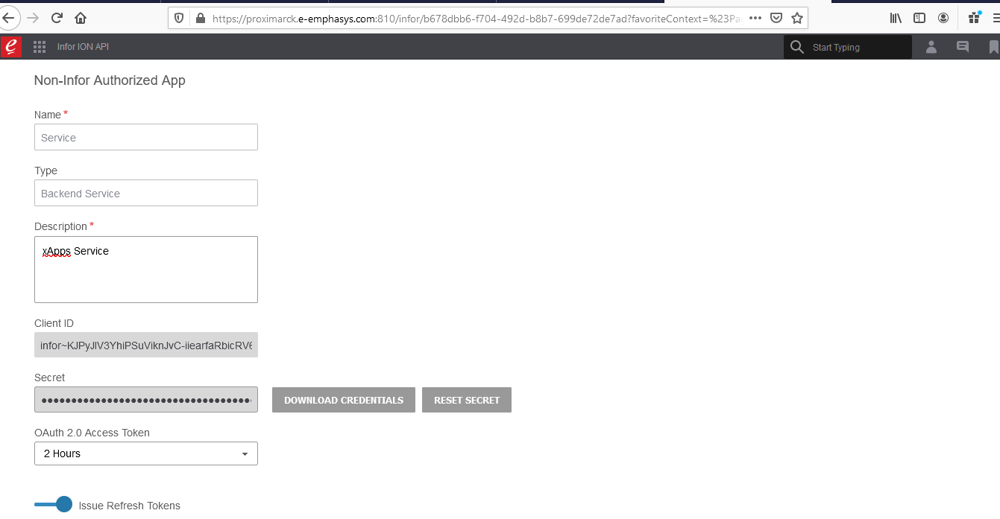 https://proximarck.e-emphasys.com:810/infor/b678dbb6-f704-492d-b8b7-699de72de7ad?favoriteContext=%23Pa
Infor ION API
Start Typing
Non-Infor Authorized App
Name *
Service
Type
Backend Service
Description *
xApps Service
Client ID
infor~KJPyJlV3YhiPSuViknJvC-iiearfaRbicRV6
Secret
DOWNLOAD CREDENTIALS
RESET SECRET
OAuth 2.0 Access Token
2 Hours
Issue Refresh Tokens